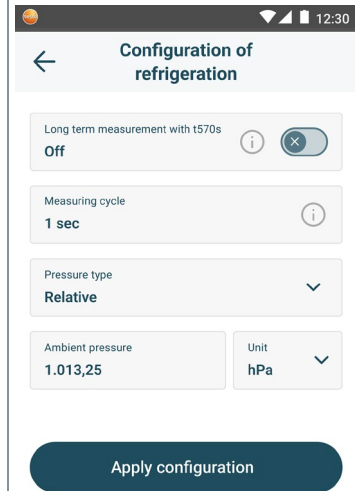 12:30
Configuration of
refrigeration
Long term measurement with t570s
Off
Measuring cycle
1 sec
Pressure type
Relative
Ambient pressure
1.013,25
Unit
hPa
Apply configuration